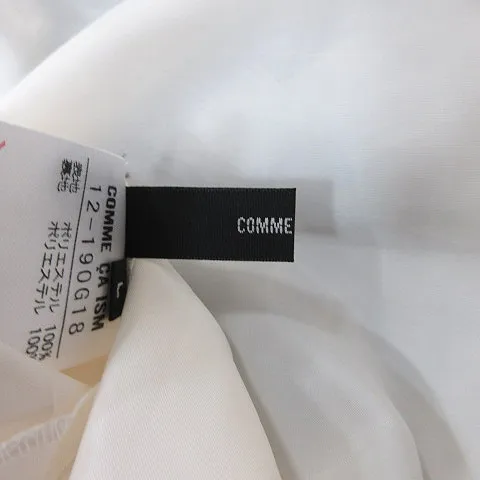 COMME
COMME ÇA ISM
12-190G18
表地 ポリエステル 100%
裏地 ポリエステル 100%
L